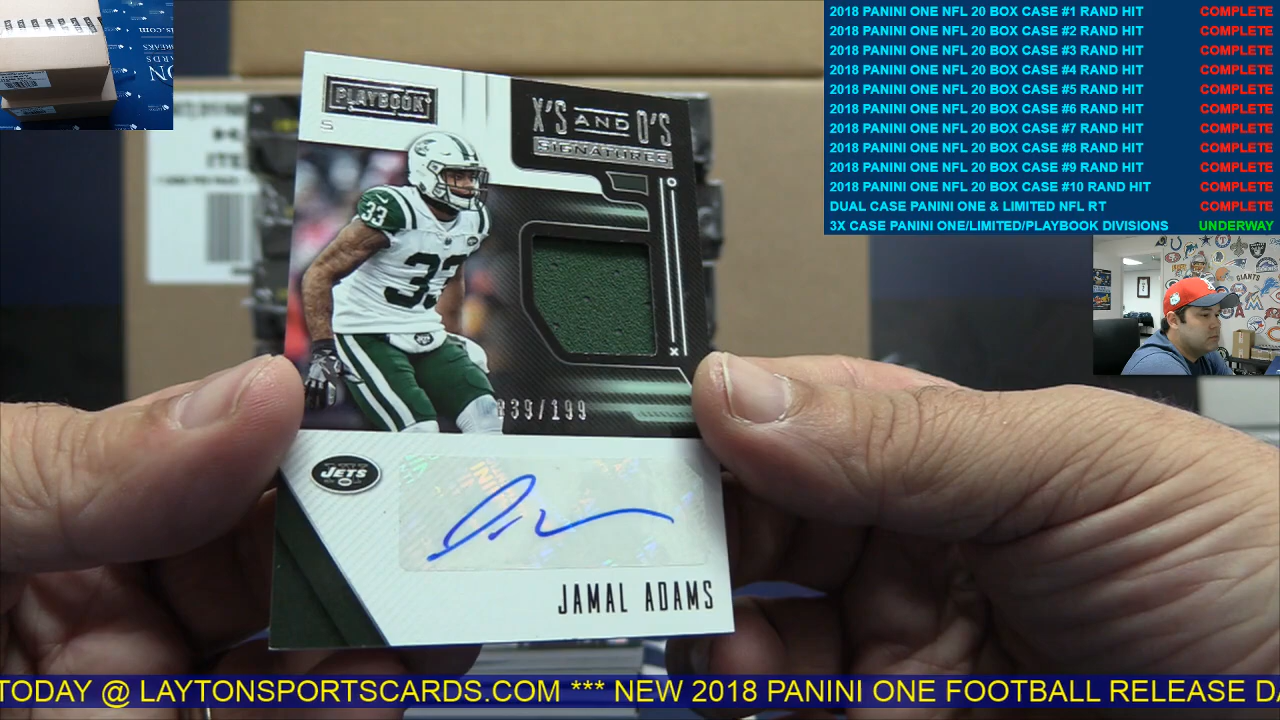 2018 PANINI ONE NFL 20 BOX CASE #1 RAND HIT COMPLETE
2018 PANINI ONE NFL 20 BOX CASE #2 RAND HIT COMPLETE
2018 PANINI ONE NFL 20 BOX CASE #3 RAND HIT COMPLETE
2018 PANINI ONE NFL 20 BOX CASE #4 RAND HIT COMPLETE
2018 PANINI ONE NFL 20 BOX CASE #5 RAND HIT COMPLETE
2018 PANINI ONE NFL 20 BOX CASE #6 RAND HIT COMPLETE
2018 PANINI ONE NFL 20 BOX CASE #7 RAND HIT COMPLETE
2018 PANINI ONE NFL 20 BOX CASE #8 RAND HIT COMPLETE
2018 PANINI ONE NFL 20 BOX CASE #9 RAND HIT COMPLETE
2018 PANINI ONE NFL 20 BOX CASE #10 RAND HIT COMPLETE
DUAL CASE PANINI ONE & LIMITED NFL RT COMPLETE
3X CASE PANINI ONE/LIMITED/PLAYBOOK DIVISIONS UNDERWAY
GIANTS
PLAYBOOK
S
X'S AND O'S
SIGNATURES
33
33
039/199
JETS
JAMAL ADAMS
TODAY @ LAYTONSPORTSCARDS.COM *** NEW 2018 PANINI ONE FOOTBALL RELEASE